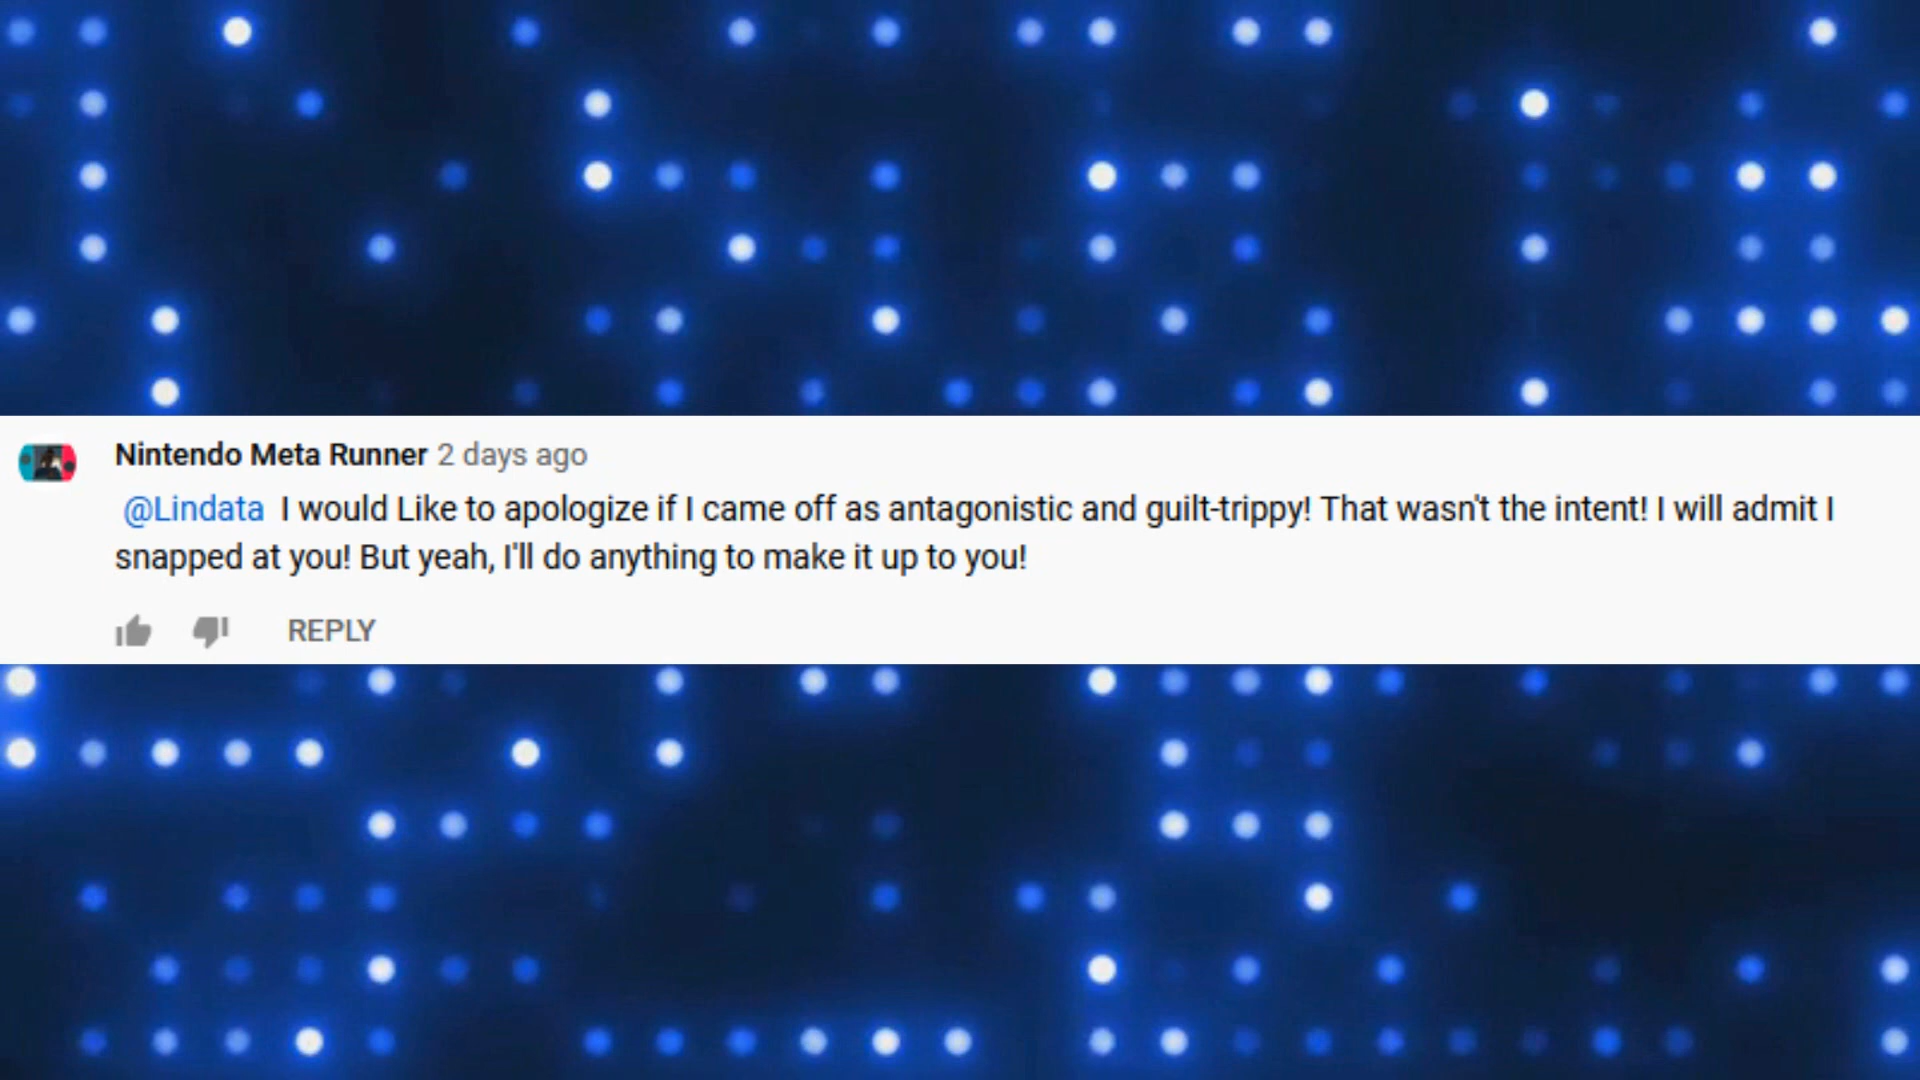 Nintendo Meta Runner 2 days ago
@Lindata I would Like to apologize if I came off as antagonistic and guilt-trippy! That wasn't the intent! I will admit I
snapped at you! But yeah, I'll do anything to make it up to you!
REPLY